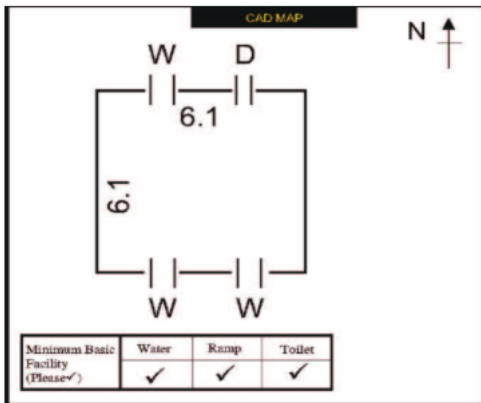 CAD MAP
N
W D
6.1
6.1
W W
Minimum Basic Facility (Please✓) Water Ramp Toilet
✓ ✓ ✓